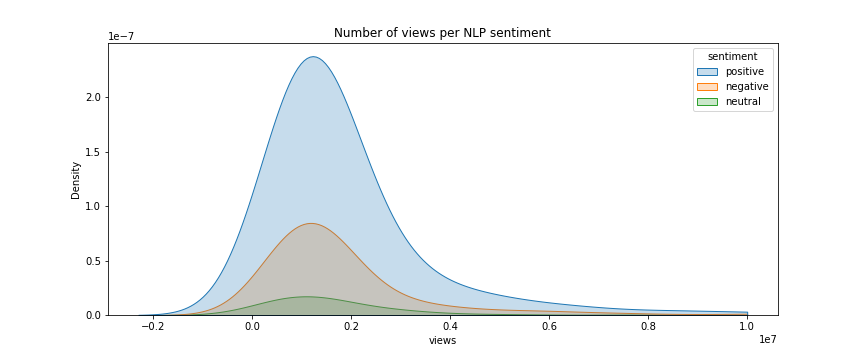 Number of views per NLP sentiment
1e−7
sentiment
positive
negative
neutral
2.0
1.5
1.0
0.5
0.0
Density
−0.2 0.0 0.2 0.4 0.6 0.8 1.0
views
1e7